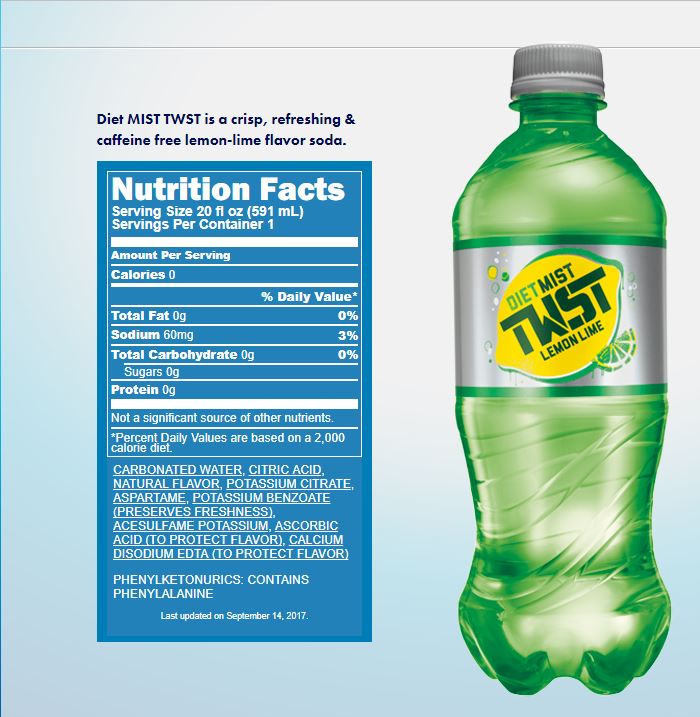 Diet MIST TWST is a crisp, refreshing &
caffeine free lemon-lime flavor soda.
Nutrition Facts
Serving Size 20 fl oz (591 mL)
Servings Per Container 1
Amount Per Serving
Calories 0
% Daily Value*
Total Fat 0g 0%
Sodium 60mg 3%
Total Carbohydrate 0g 0%
Sugars 0g
Protein 0g
Not a significant source of other nutrients.
*Percent Daily Values are based on a 2,000
calorie diet.
CARBONATED WATER, CITRIC ACID,
NATURAL FLAVOR, POTASSIUM CITRATE,
ASPARTAME, POTASSIUM BENZOATE
(PRESERVES FRESHNESS),
ACESULFAME POTASSIUM, ASCORBIC
ACID (TO PROTECT FLAVOR), CALCIUM
DISODIUM EDTA (TO PROTECT FLAVOR)
PHENYLKETONURICS: CONTAINS
PHENYLALANINE
Last updated on September 14, 2017.
DIET MIST
TWST
LEMON LIME